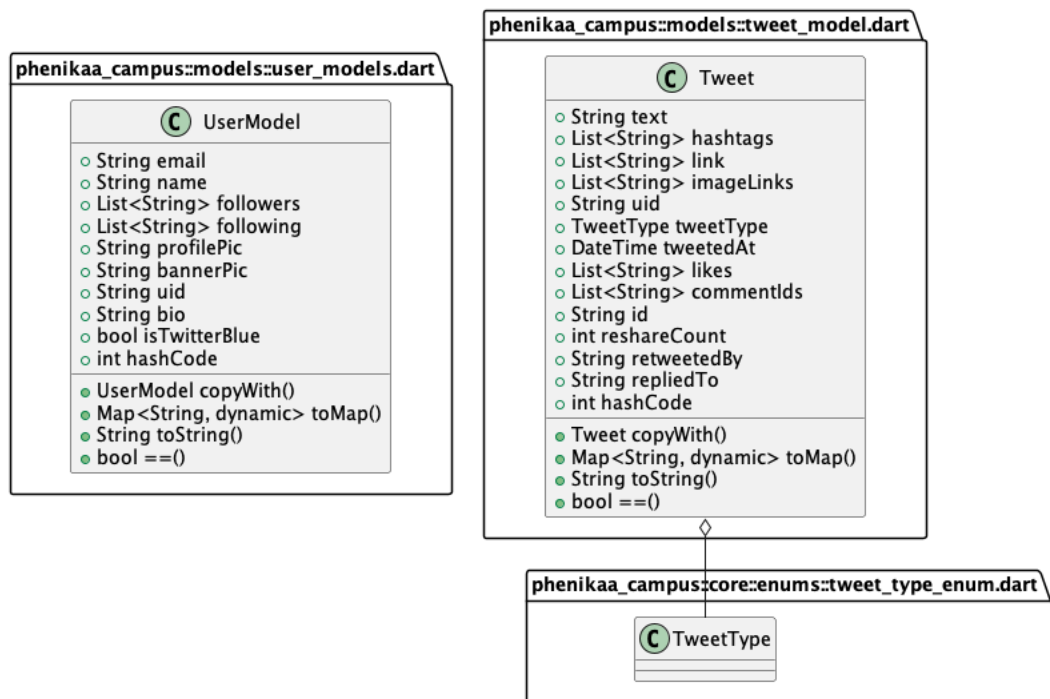 phenikaa_campus::models::user_models.dart
C UserModel
String email
String name
List<String> followers
List<String> following
String profilePic
String bannerPic
String uid
String bio
bool isTwitterBlue
int hashCode
UserModel copyWith()
Map<String, dynamic> toMap()
String toString()
bool ==()
phenikaa_campus::models::tweet_model.dart
C Tweet
String text
List<String> hashtags
List<String> link
List<String> imageLinks
String uid
TweetType tweetType
DateTime tweetedAt
List<String> likes
List<String> commentIds
String id
int reshareCount
String retweetedBy
String repliedTo
int hashCode
Tweet copyWith()
Map<String, dynamic> toMap()
String toString()
bool ==()
phenikaa_campus::core::enums::tweet_type_enum.dart
C TweetType